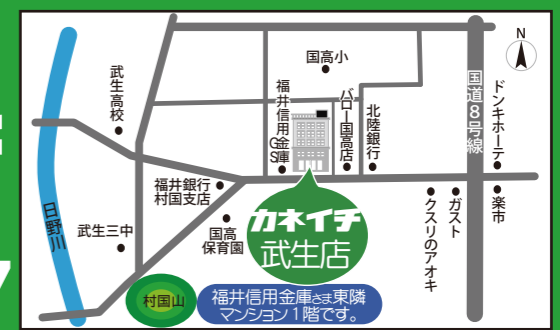 N
国高小
武生高校
福井信用金庫
GS
バロー国高店
北陸銀行
国道8号線
ドンキホーテ
福井銀行
村国支店
国高
保育園
カネイチ
武生店
クスリのアオキ
ガスト
楽市
日野川
武生三中
村国山
福井信用金庫さま東隣
マンション1階です。